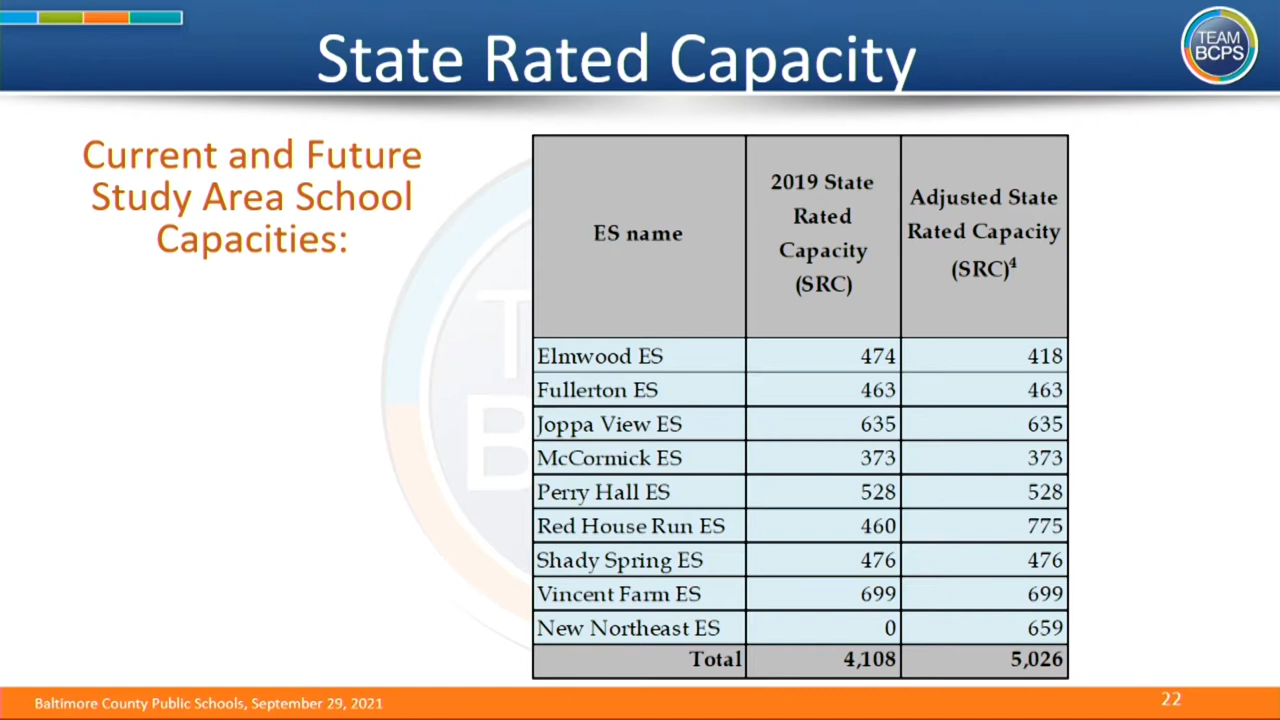 State Rated Capacity
TEAM
BCPS
Current and Future
Study Area School
Capacities:
ES name
2019 State
Rated
Capacity
(SRC)
Adjusted State
Rated Capacity
(SRC)4
Elmwood ES 474 418
Fullerton ES 463 463
Joppa View ES 635 635
McCormick ES 373 373
Perry Hall ES 528 528
Red House Run ES 460 775
Shady Spring ES 476 476
Vincent Farm ES 699 699
New Northeast ES 0 659
Total 4,108 5,026
Baltimore County Public Schools, September 29, 2021
22